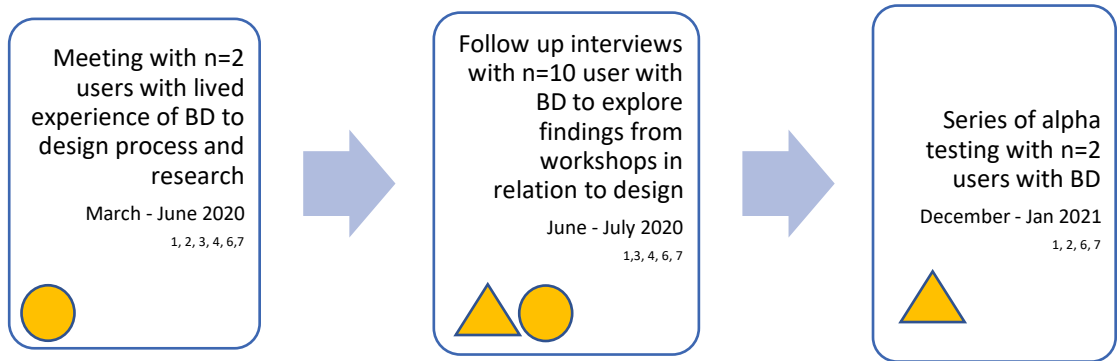 Meeting with n=2
users with lived
experience of BD to
design process and
research
March - June 2020
1, 2, 3, 4, 6,7
Follow up interviews
with n=10 user with
BD to explore
findings from
workshops in
relation to design
June - July 2020
1,3, 4, 6, 7
Series of alpha
testing with n=2
users with BD
December - Jan 2021
1, 2, 6, 7